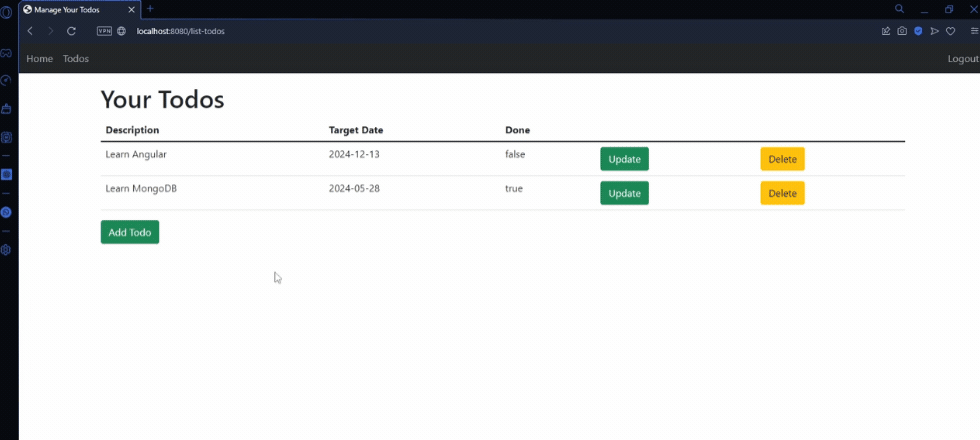 Manage Your Todos
VPN localhost:8080/list-todos
Home Todos Logout
Your Todos
Description Target Date Done
Learn Angular 2024-12-13 false Update Delete
Learn MongoDB 2024-05-28 true Update Delete
Add Todo